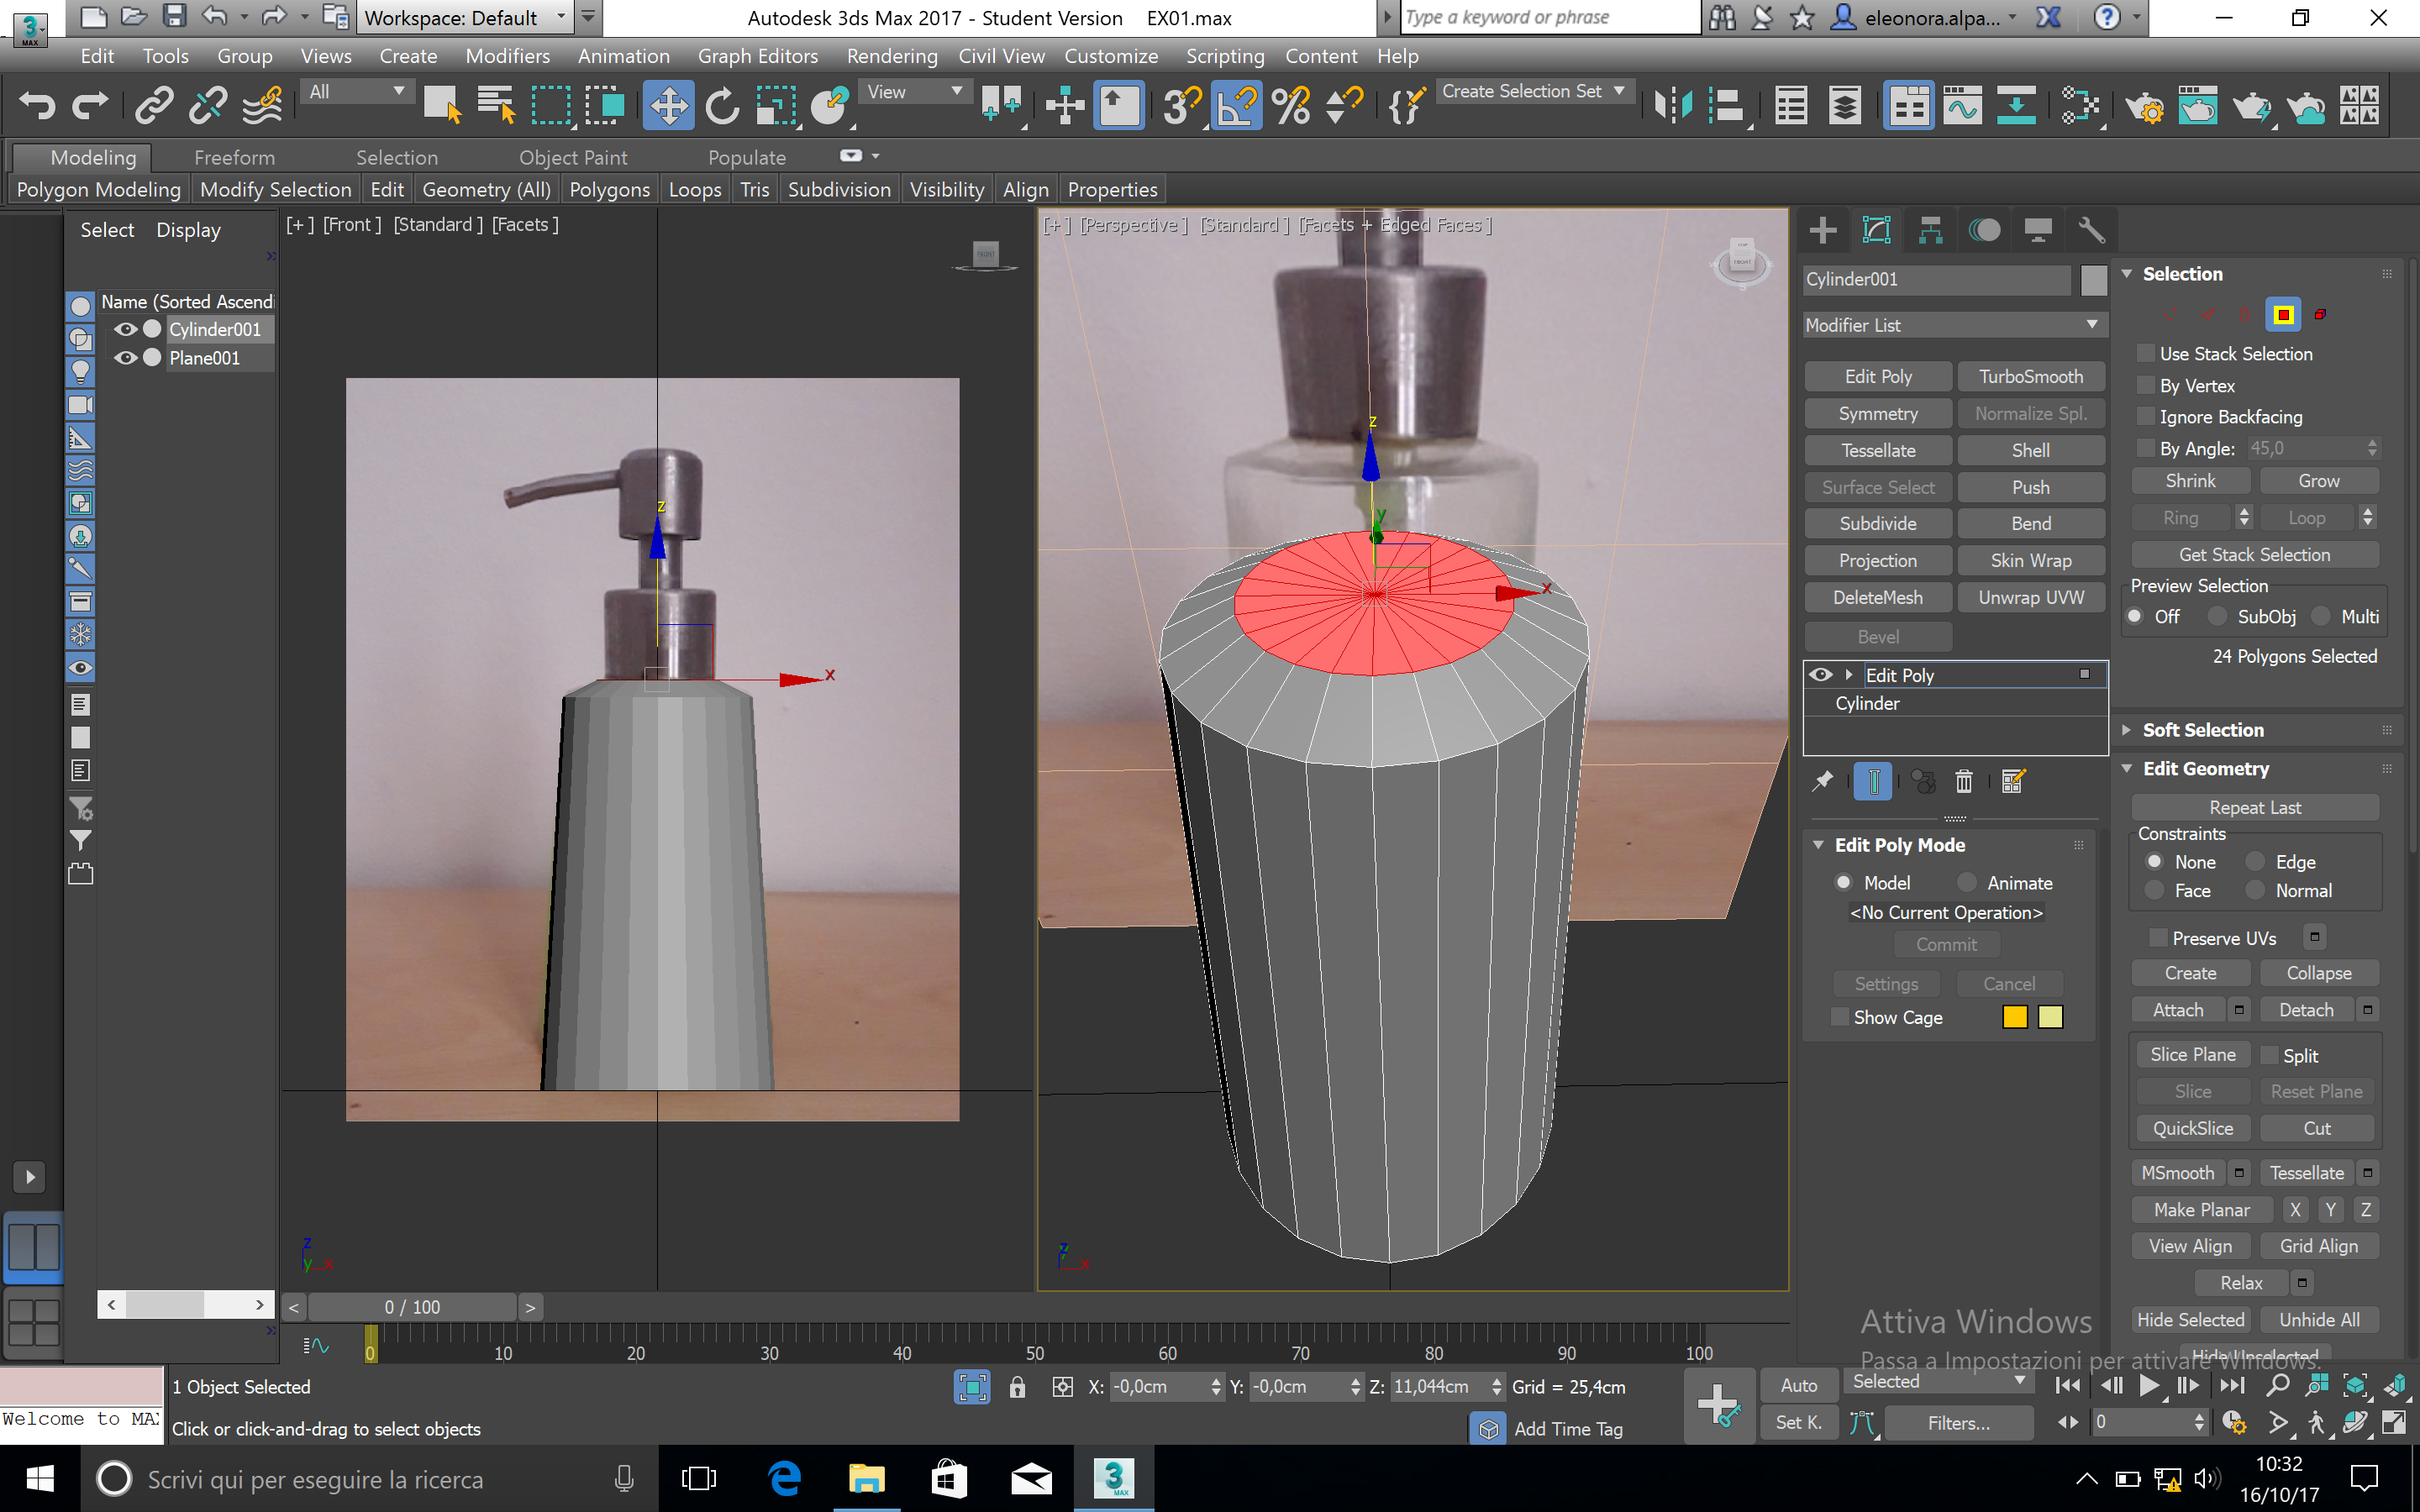 3
MAX
Workspace: Default
Autodesk 3ds Max 2017 - Student Version EX01.max
Type a keyword or phrase
eleonora.alpa...
Edit Tools Group Views Create Modifiers Animation Graph Editors Rendering Civil View Customize Scripting Content Help
All
View
Create Selection Set
Modeling Freeform Selection Object Paint Populate
Polygon Modeling Modify Selection Edit Geometry (All) Polygons Loops Tris Subdivision Visibility Align Properties
Select Display
Name (Sorted Ascendi
Cylinder001
Plane001
[+] [Front ] [Standard ] [Facets ]
FRONT
z
x
[+] [Perspective ] [Standard ] [Facets + Edged Faces ]
FRONT
z
y
x
z
y x
z
x
Cylinder001
Modifier List
Edit Poly TurboSmooth
Symmetry Normalize Spl.
Tessellate Shell
Surface Select Push
Subdivide Bend
Projection Skin Wrap
DeleteMesh Unwrap UVW
Bevel
Edit Poly
Cylinder
Edit Poly Mode
Model Animate
<No Current Operation>
Commit
Settings Cancel
Show Cage
Selection
Use Stack Selection
By Vertex
Ignore Backfacing
By Angle: 45,0
Shrink Grow
Ring Loop
Get Stack Selection
Preview Selection
Off SubObj Multi
24 Polygons Selected
Soft Selection
Edit Geometry
Repeat Last
Constraints
None Edge
Face Normal
Preserve UVs
Create Collapse
Attach Detach
Slice Plane Split
Slice Reset Plane
QuickSlice Cut
MSmooth Tessellate
Make Planar X Y Z
View Align Grid Align
Relax
Hide Selected Unhide All
Hide Unselected
Attiva Windows
Passa a Impostazioni per attivare Windows.
< 0 / 100 >
0 10 20 30 40 50 60 70 80 90 100
1 Object Selected
X: -0,0cm Y: -0,0cm Z: 11,044cm Grid = 25,4cm
Auto Selected
Welcome to MAX
Click or click-and-drag to select objects
Add Time Tag
Set K. Filters... 0
Scrivi qui per eseguire la ricerca
3
MAX
10:32
16/10/17